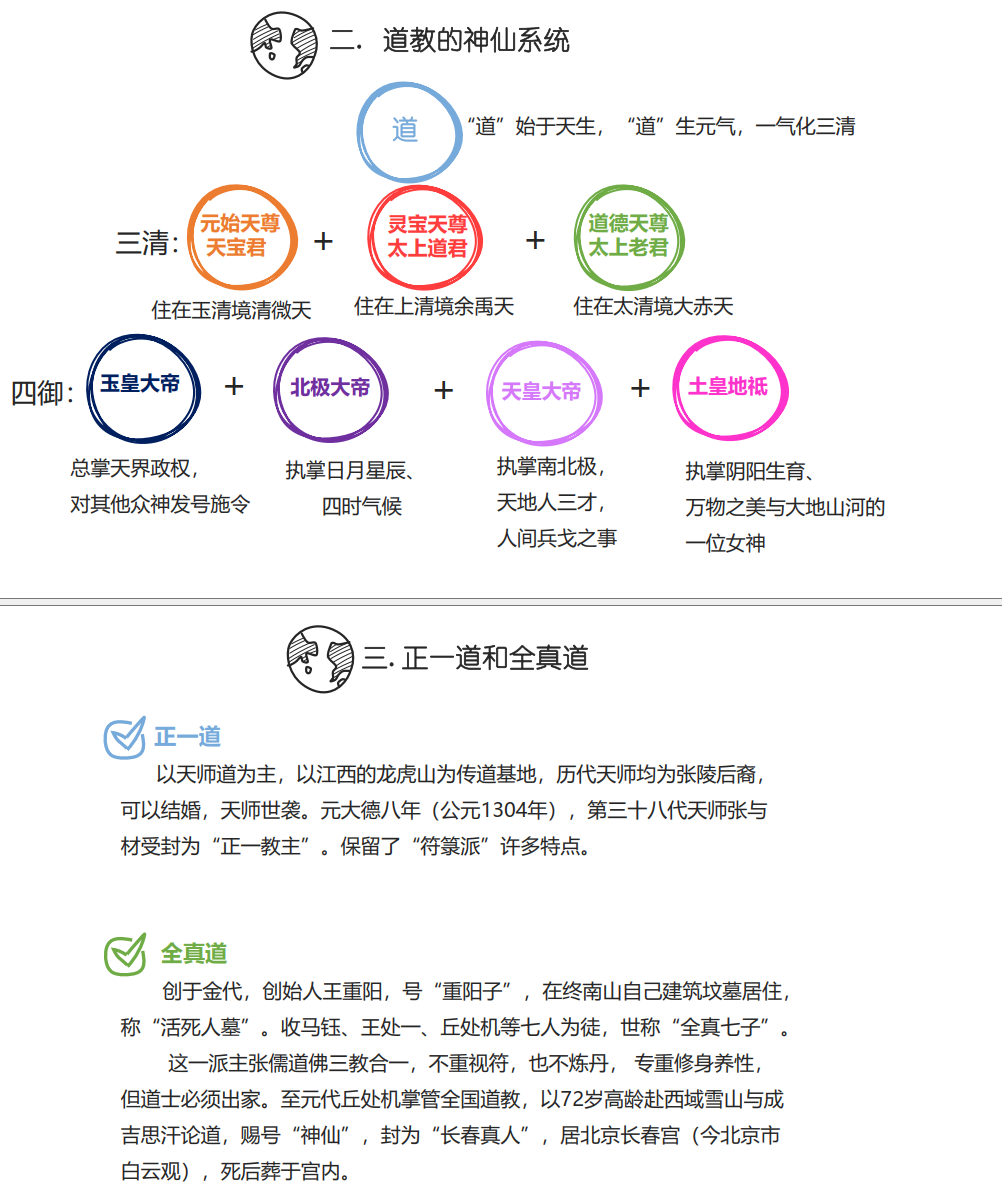 二. 道教的神仙系统
道
“道”始于天生，“道”生元气，一气化三清
三清：
元始天尊
天宝君
+
灵宝天尊
太上道君
+
道德天尊
太上老君
住在玉清境清微天
住在上清境余禹天
住在太清境大赤天
四御：
玉皇大帝
+
北极大帝
+
天皇大帝
+
土皇地祗
总掌天界政权，
对其他众神发号施令
执掌日月星辰、
四时气候
执掌南北极，
天地人三才，
人间兵戈之事
执掌阴阳生育、
万物之美与大地山河的
一位女神
三. 正一道和全真道
正一道
以天师道为主，以江西的龙虎山为传道基地，历代天师均为张陵后裔，
可以结婚，天师世袭。元大德八年（公元1304年），第三十八代天师张与
材受封为“正一教主”。保留了“符箓派”许多特点。
全真道
创于金代，创始人王重阳，号“重阳子”，在终南山自己建筑坟墓居住，
称“活死人墓”。收马钰、王处一、丘处机等七人为徒，世称“全真七子”。
这一派主张儒道佛三教合一，不重视符，也不炼丹， 专重修身养性，
但道士必须出家。至元代丘处机掌管全国道教，以72岁高龄赴西域雪山与成
吉思汗论道，赐号“神仙”，封为“长春真人”，居北京长春宫（今北京市
白云观），死后葬于宫内。